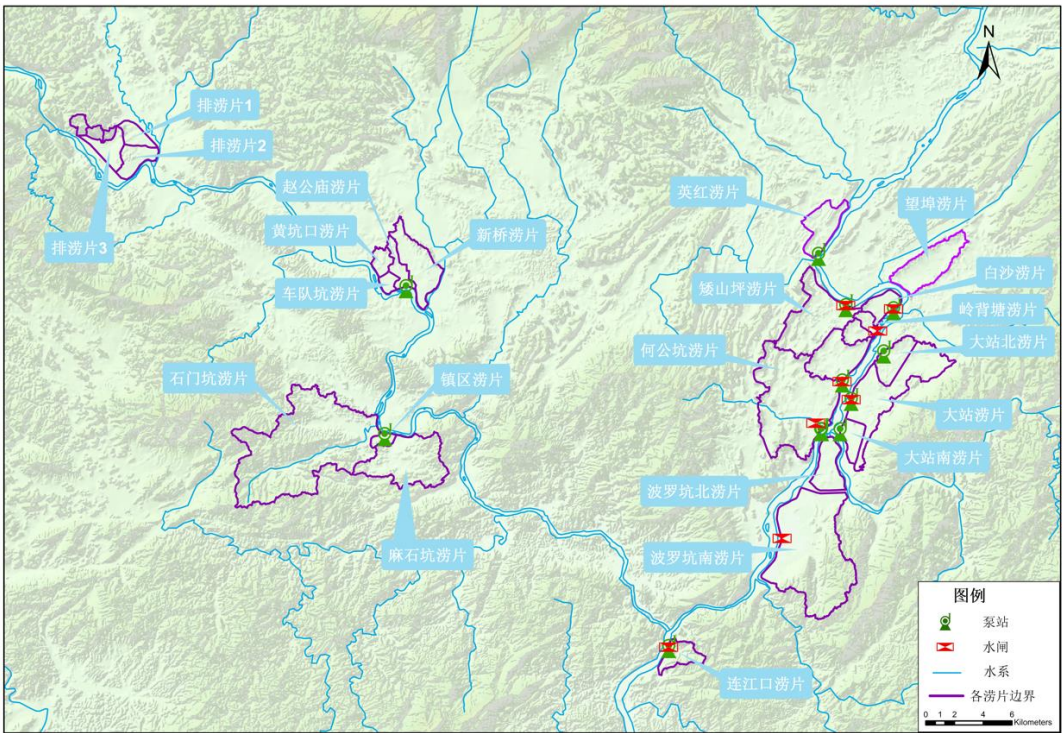 N
排涝片1
排涝片2
赵公庙涝片
英红涝片
望埠涝片
黄坑口涝片
新桥涝片
排涝片3
白沙涝片
车队坑涝片
矮山坪涝片
岭背塘涝片
大站北涝片
何公坑涝片
石门坑涝片
镇区涝片
大站涝片
大站南涝片
波罗坑北涝片
麻石坑涝片
波罗坑南涝片
连江口涝片
图例
泵站
水闸
水系
各涝片边界
0 1 2 4 6
Kilometers